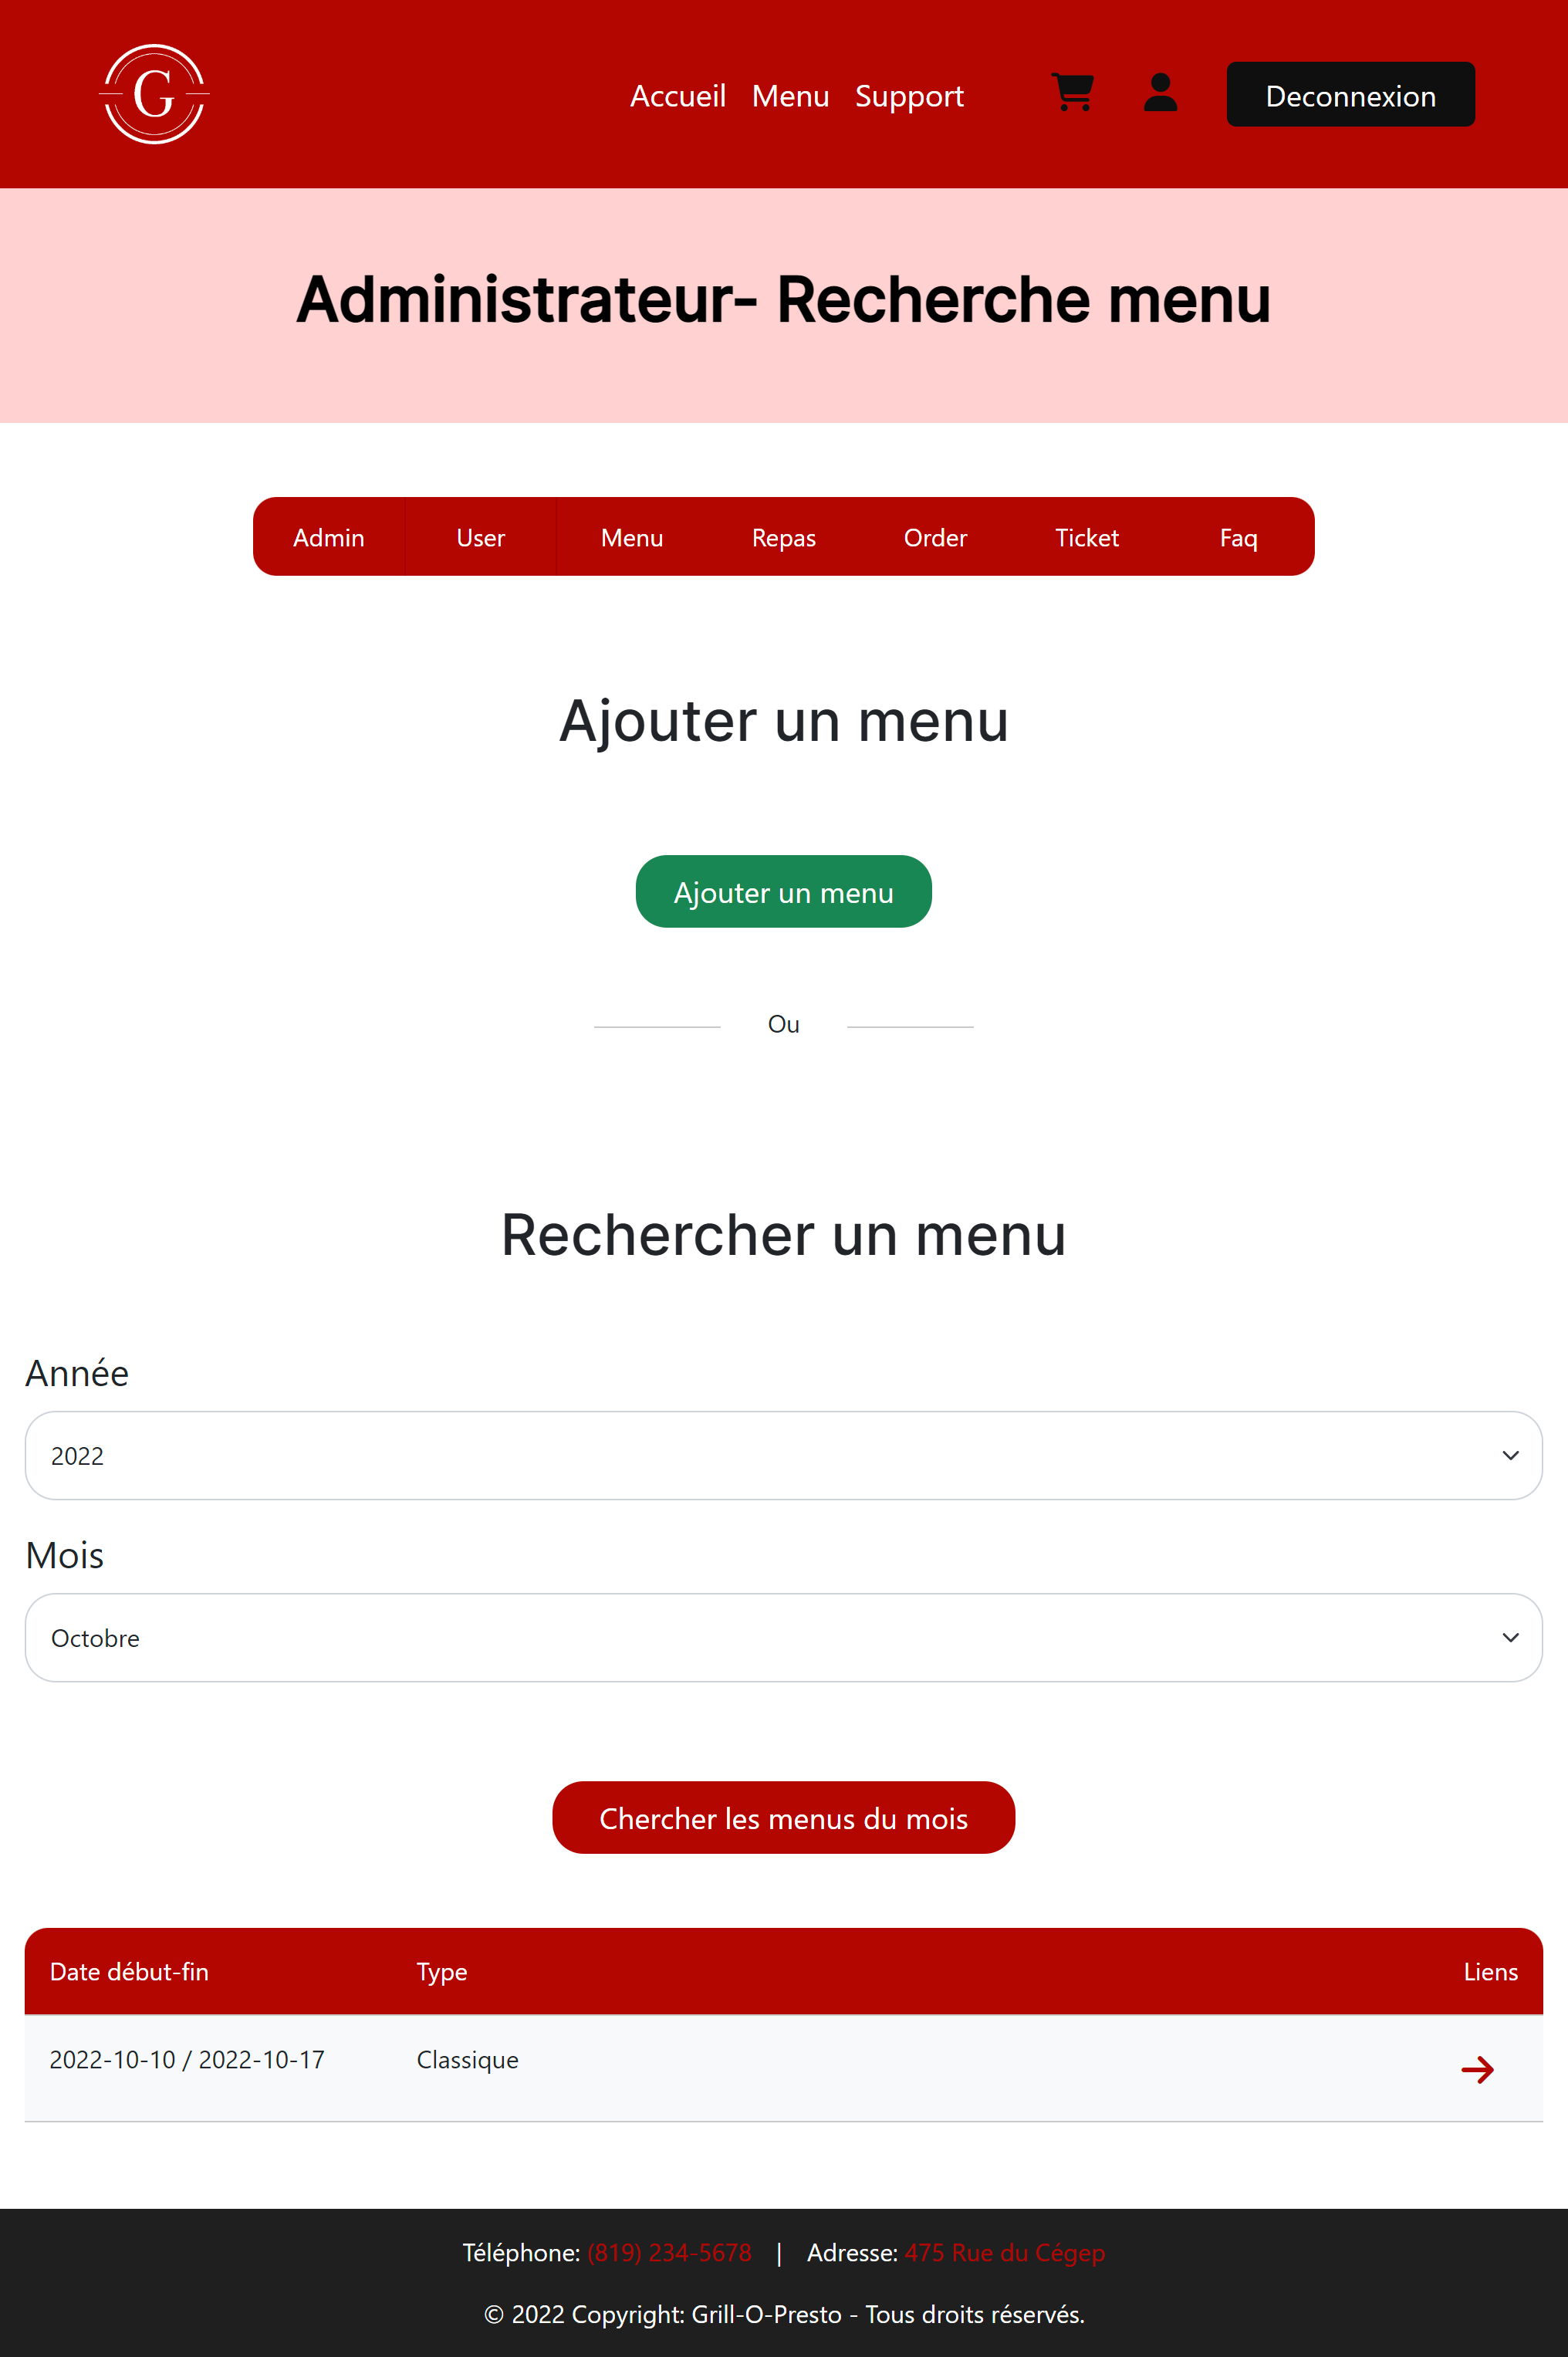 G
Accueil Menu Support Deconnexion
Administrateur- Recherche menu
Admin User Menu Repas Order Ticket Faq
Ajouter un menu
Ajouter un menu
Ou
Rechercher un menu
Année
2022
Mois
Octobre
Chercher les menus du mois
Date début-fin Type Liens
2022-10-10 / 2022-10-17 Classique
Téléphone: (819) 234-5678 | Adresse: 475 Rue du Cégep
© 2022 Copyright: Grill-O-Presto - Tous droits réservés.